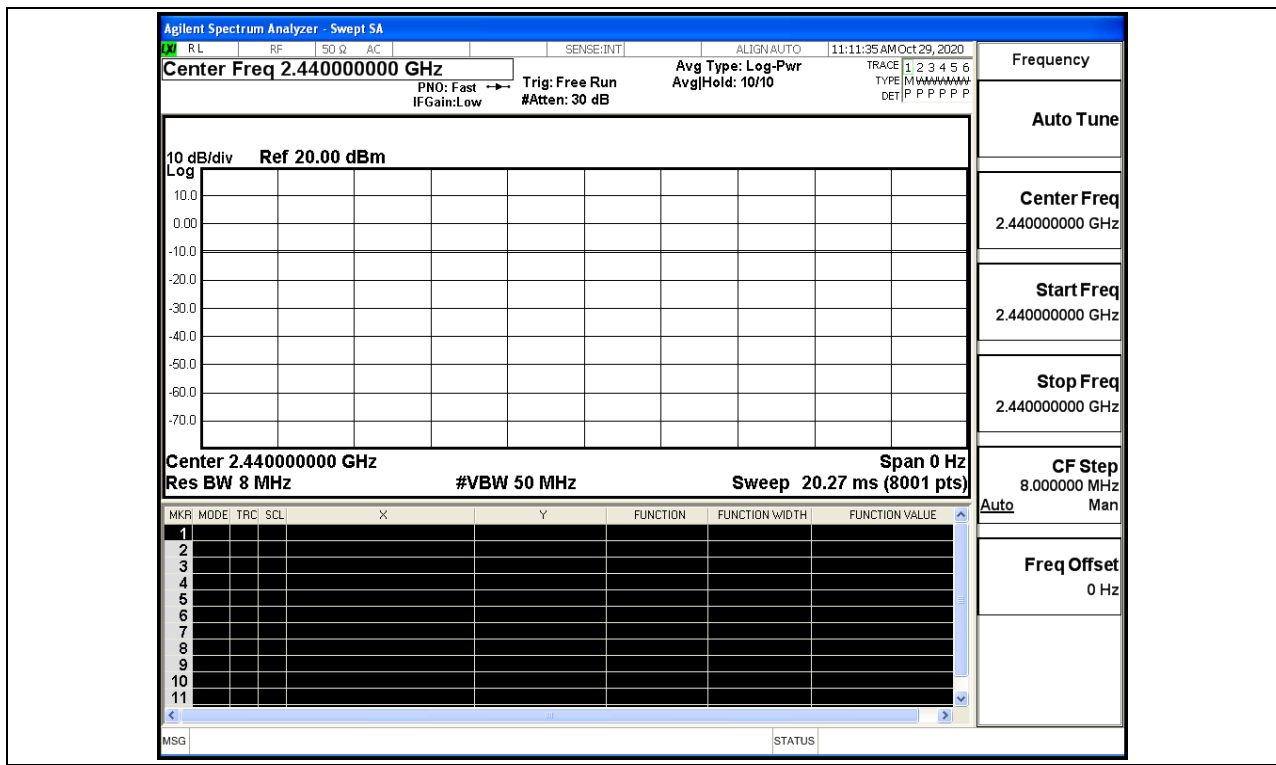 Agilent Spectrum Analyzer - Swept SA
LXI RL RF 50 Ω AC SENSE:INT ALIGN AUTO 11:11:35 AM Oct 29, 2020
Center Freq 2.440000000 GHz
PNO: Fast
IFGain:Low
Trig: Free Run
#Atten: 30 dB
Avg Type: Log-Pwr
Avg|Hold: 10/10
TRACE 1 2 3 4 5 6
TYPE M WWWWW
DET P P P P P P
10 dB/div Ref 20.00 dBm
Log
10.0
0.00
-10.0
-20.0
-30.0
-40.0
-50.0
-60.0
-70.0
Center 2.440000000 GHz Span 0 Hz
Res BW 8 MHz #VBW 50 MHz Sweep 20.27 ms (8001 pts)
MKR MODE TRC SCL X Y FUNCTION FUNCTION WIDTH FUNCTION VALUE
1
2
3
4
5
6
7
8
9
10
11
MSG STATUS
Frequency
Auto Tune
Center Freq
2.440000000 GHz
Start Freq
2.440000000 GHz
Stop Freq
2.440000000 GHz
CF Step
8.000000 MHz
Auto Man
Freq Offset
0 Hz